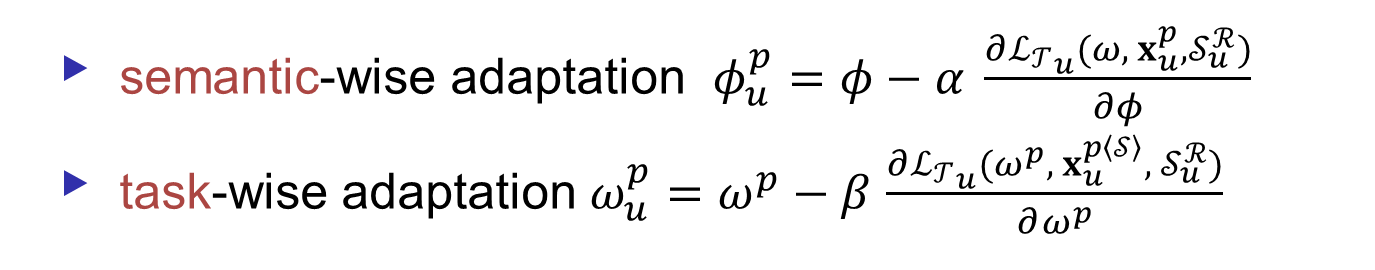 ▶ semantic-wise adaptation $\phi_u^p = \phi - \alpha \frac{\partial \mathcal{L}_{\mathcal{T}_u}(\omega, \mathbf{x}_u^p, \mathcal{S}_u^{\mathcal{R}})}{\partial \phi}$
▶ task-wise adaptation $\omega_u^p = \omega^p - \beta \frac{\partial \mathcal{L}_{\mathcal{T}_u}(\omega^p, \mathbf{x}_u^{p\langle \mathcal{S} \rangle}, \mathcal{S}_u^{\mathcal{R}})}{\partial \omega^p}$